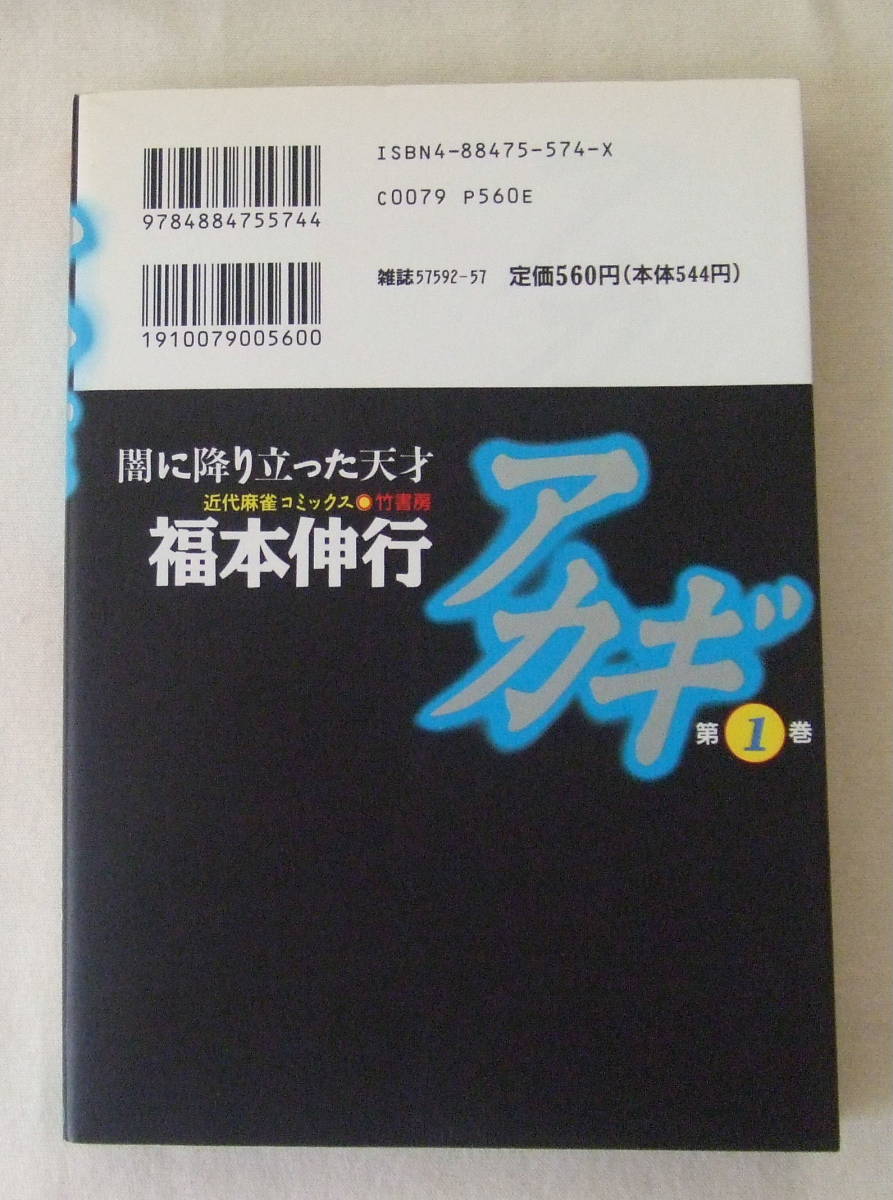 ISBN4-88475-574-X
9784884755744
C0079 P560E
雑誌57592-57 定価560円(本体544円)
1910079005600
闇に降り立った天才
近代麻雀コミックス 竹書房
福本伸行
アカギ
第1巻